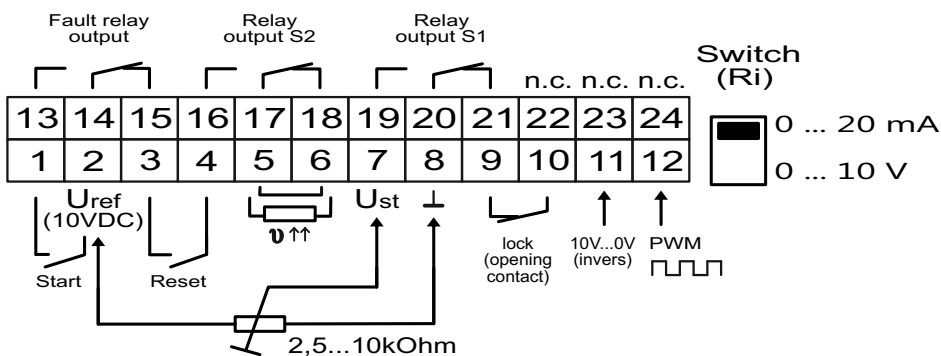 Fault relay
output
Relay
output S2
Relay
output S1
n.c. n.c. n.c.
Switch
(Ri)
13 14 15 16 17 18 19 20 21 22 23 24
1 2 3 4 5 6 7 8 9 10 11 12
0 ... 20 mA
0 ... 10 V
Uref
(10VDC)
Ust ⊥
Start
Reset
ϑ ↑↑
lock
(opening
contact)
10V...0V
(invers)
PWM
2,5...10kOhm